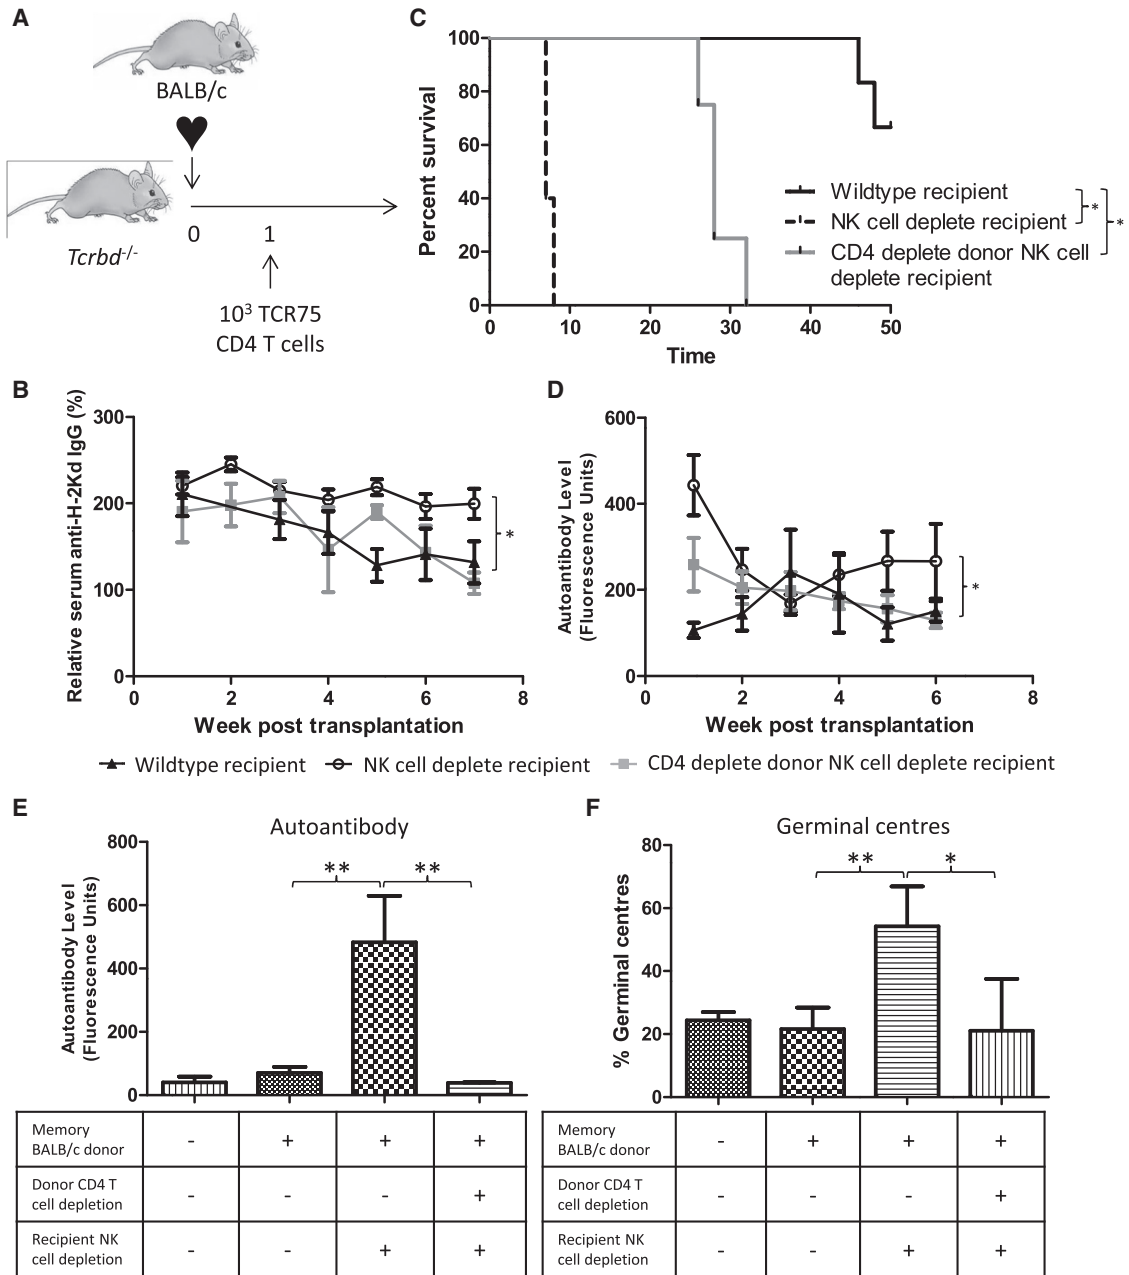 A
BALB/c
Tcrbd-/-
0
1
10³ TCR75
CD4 T cells
C
Percent survival
100
80
60
40
20
0
0
10
20
30
40
50
Time
Wildtype recipient
NK cell deplete recipient
CD4 deplete donor NK cell
deplete recipient
*
*
B
Relative serum anti-H-2Kd IgG (%)
300
200
100
0
0
2
4
6
8
Week post transplantation
*
D
Autoantibody Level
(Fluorescence Units)
600
400
200
0
0
2
4
6
8
Week post transplantation
*
Wildtype recipient
NK cell deplete recipient
CD4 deplete donor NK cell deplete recipient
E
Autoantibody
Autoantibody Level
(Fluorescence Units)
800
600
400
200
0
**
**
Memory
BALB/c donor
- + + +
Donor CD4 T
cell depletion
- - - +
Recipient NK
cell depletion
- - + +
F
Germinal centres
% Germinal centres
80
60
40
20
0
**
*
Memory
BALB/c donor
- + + +
Donor CD4 T
cell depletion
- - - +
Recipient NK
cell depletion
- - + +